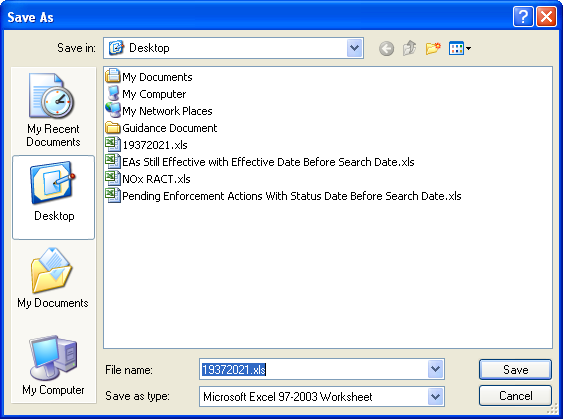 Save As
Save in:
Desktop
My Recent
Documents
Desktop
My Documents
My Computer
My Documents
My Computer
My Network Places
Guidance Document
19372021.xls
EAs Still Effective with Effective Date Before Search Date.xls
NOx RACT.xls
Pending Enforcement Actions With Status Date Before Search Date.xls
File name:
19372021.xls
Save
Save as type:
Microsoft Excel 97-2003 Worksheet
Cancel